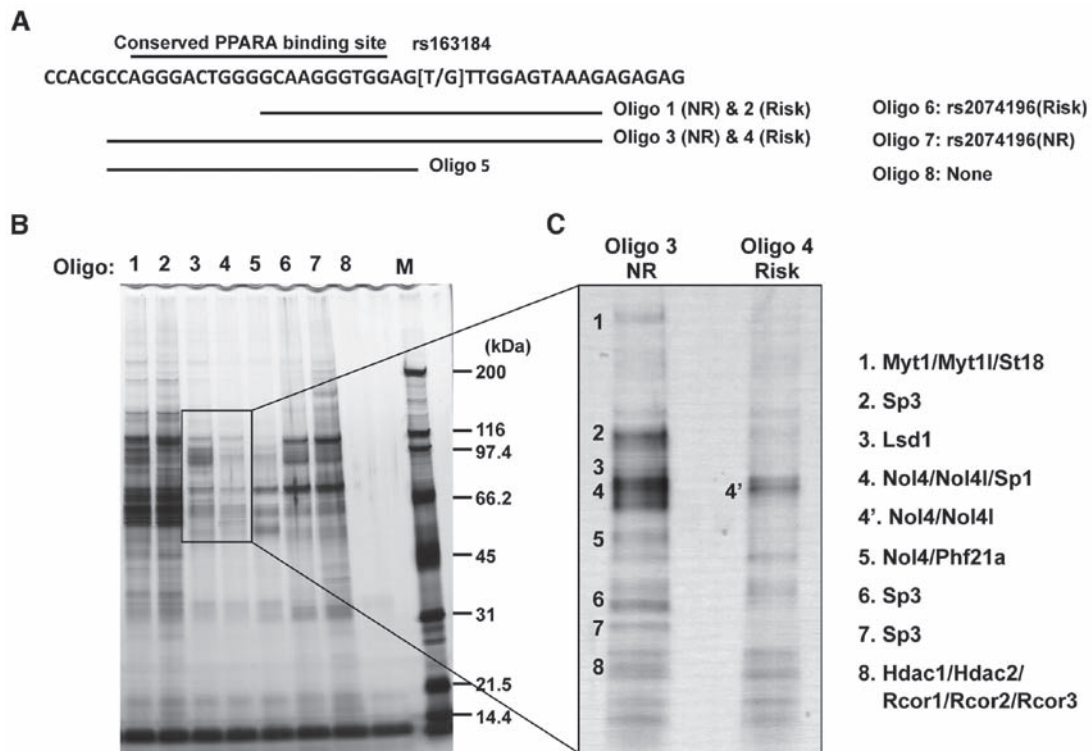 A
Conserved PPARA binding site rs163184
CCACGCCAGGGACTGGGGCAAGGGTGGAG[T/G]TTGGAGTAAAGAGAGAG
Oligo 1 (NR) & 2 (Risk)
Oligo 3 (NR) & 4 (Risk)
Oligo 5
Oligo 6: rs2074196(Risk)
Oligo 7: rs2074196(NR)
Oligo 8: None
B
Oligo: 1 2 3 4 5 6 7 8 M
(kDa)
200
116
97.4
66.2
45
31
21.5
14.4
C
Oligo 3 NR
Oligo 4 Risk
1
2
3
4
4’
5
6
7
8
1. Myt1/Myt1l/St18
2. Sp3
3. Lsd1
4. Nol4/Nol4l/Sp1
4’. Nol4/Nol4l
5. Nol4/Phf21a
6. Sp3
7. Sp3
8. Hdac1/Hdac2/
Rcor1/Rcor2/Rcor3